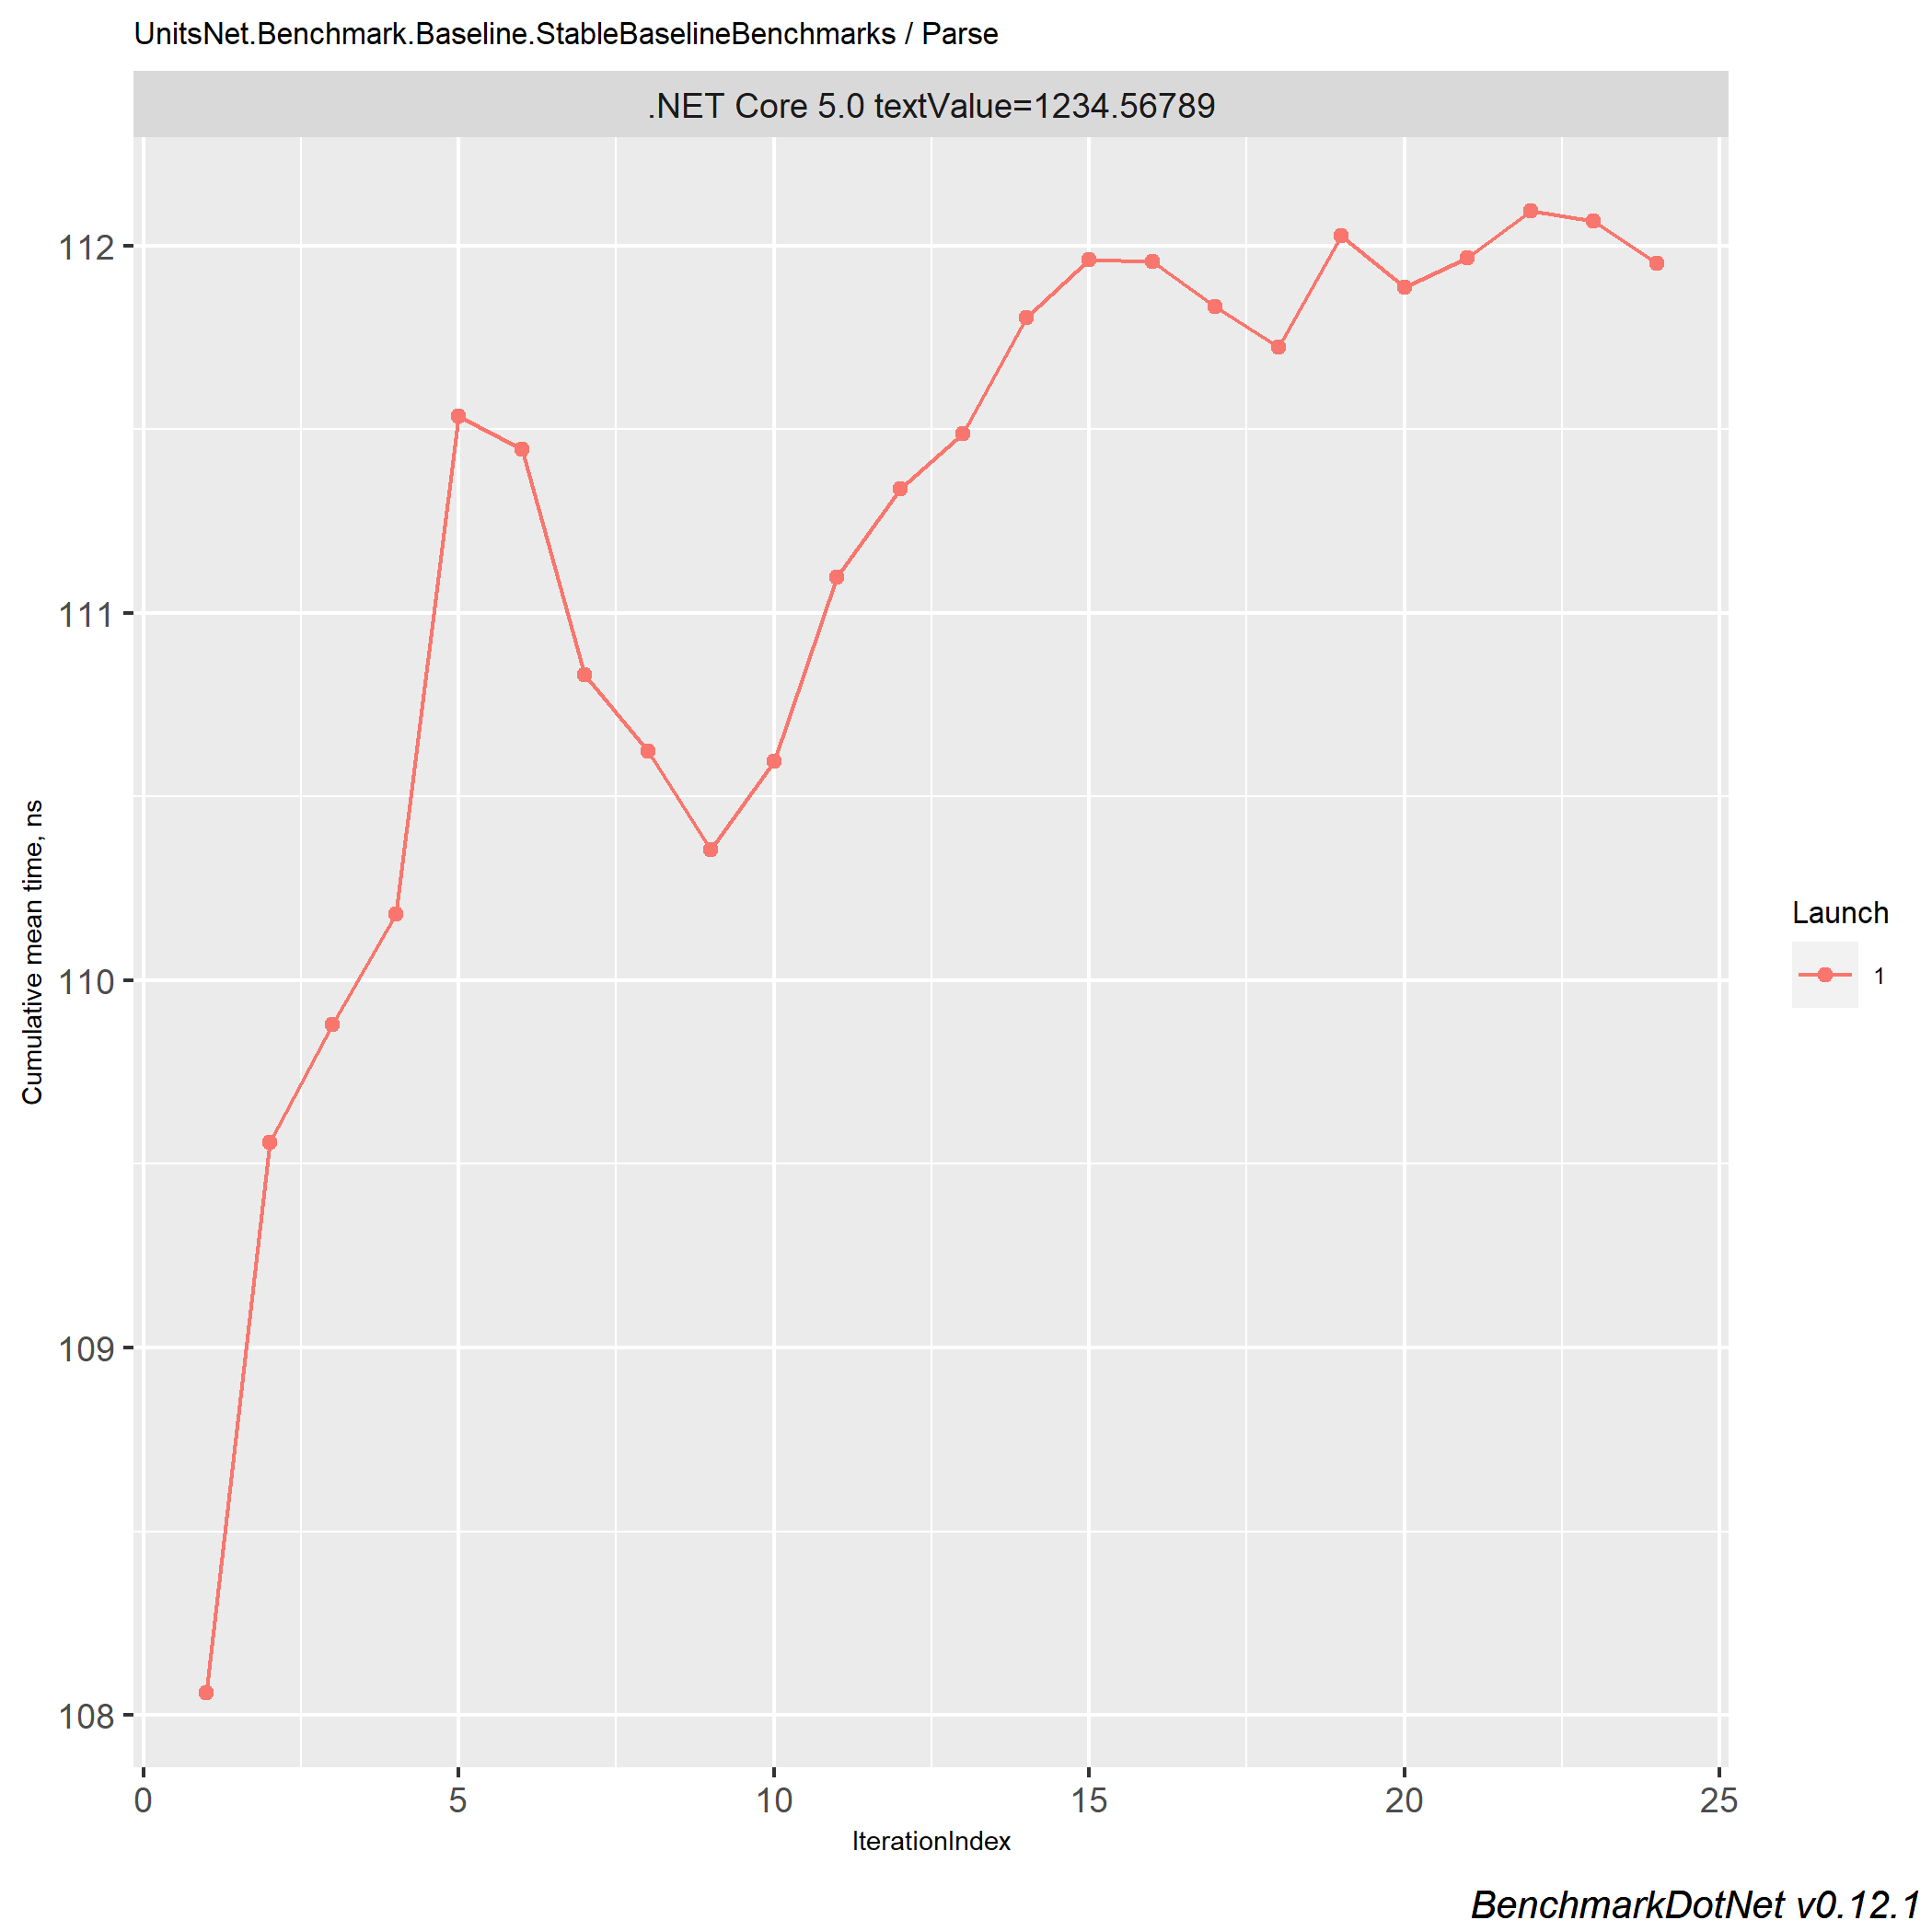 UnitsNet.Benchmark.Baseline.StableBaselineBenchmarks / Parse
.NET Core 5.0 textValue=1234.56789
112
111
110
109
108
Cumulative mean time, ns
0 5 10 15 20 25
IterationIndex
Launch
1
BenchmarkDotNet v0.12.1